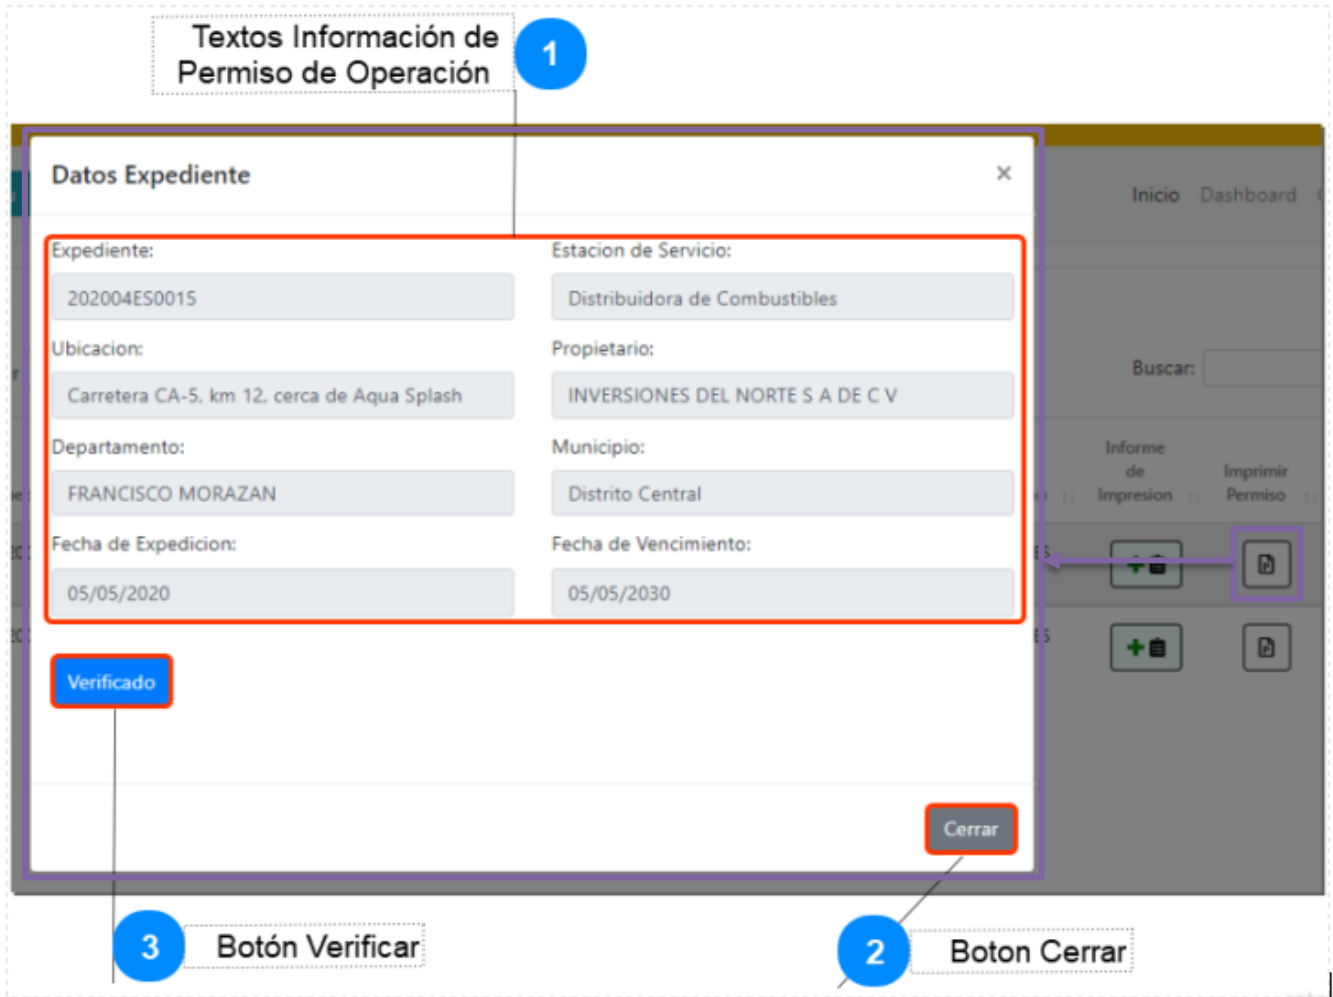 Textos Información de
Permiso de Operación
1
Datos Expediente
×
Inicio Dashboard
Expediente:
Estacion de Servicio:
202004ES0015
Distribuidora de Combustibles
Ubicacion:
Propietario:
Buscar:
Carretera CA-5, km 12, cerca de Aqua Splash
INVERSIONES DEL NORTE S A DE C V
Departamento:
Municipio:
Informe
de
Impresion
Imprimir
Permiso
FRANCISCO MORAZAN
Distrito Central
Fecha de Expedicion:
Fecha de Vencimiento:
05/05/2020
05/05/2030
Verificado
Cerrar
3
Botón Verificar
2
Boton Cerrar